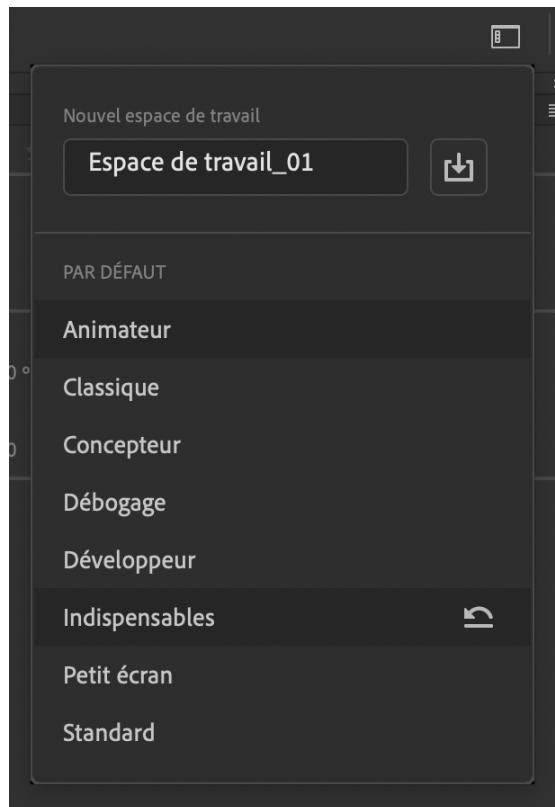 Nouvel espace de travail
Espace de travail_01
PAR DÉFAUT
Animateur
Classique
Concepteur
Débogage
Développeur
Indispensables
Petit écran
Standard